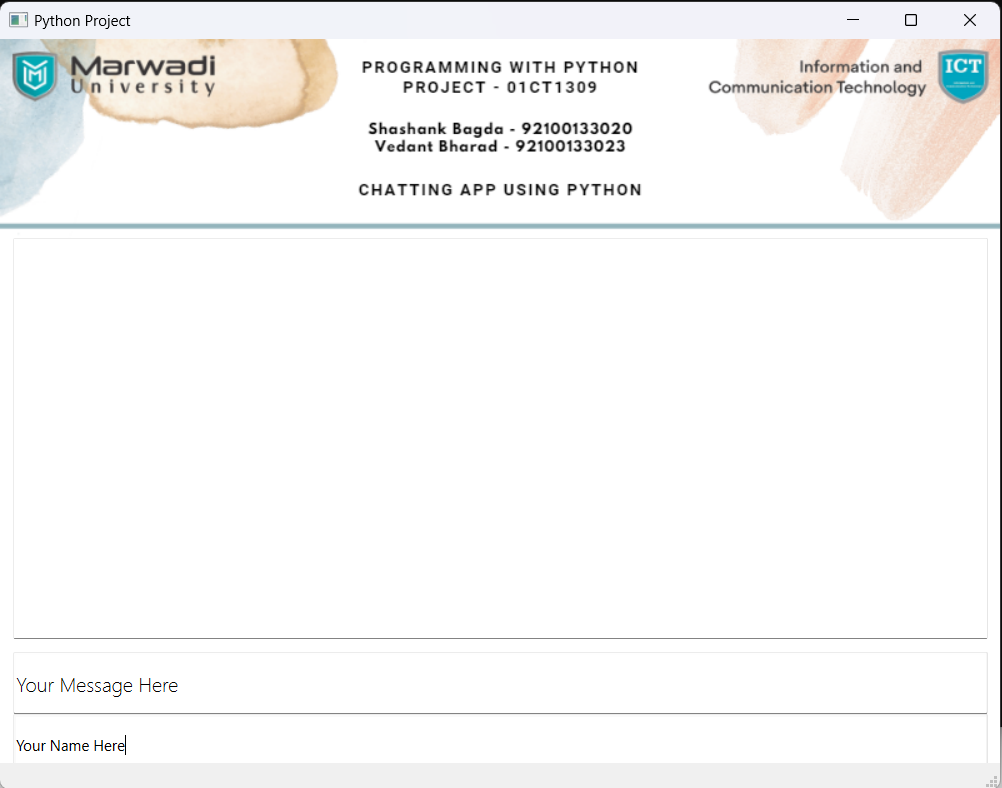 Python Project
Marwadi
University
PROGRAMMING WITH PYTHON
PROJECT - 01CT1309
Shashank Bagda - 92100133020
Vedant Bharad - 92100133023
CHATTING APP USING PYTHON
Information and
Communication Technology
ICT
Your Message Here
Your Name Here